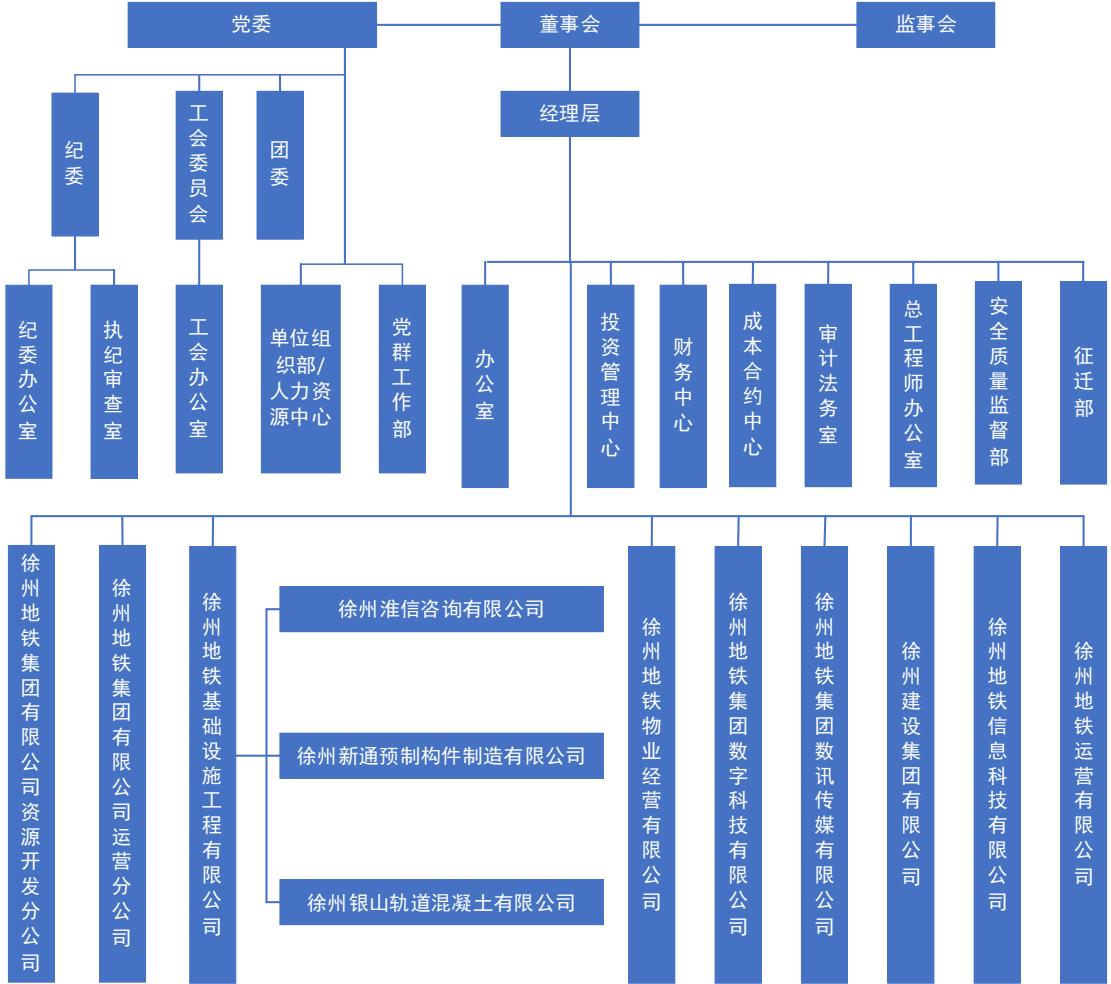 党委
董事会
监事会
经理层
纪委
工会委员会
团委
纪委办公室
执纪审查室
工会办公室
单位组
织部/
人力资
源中心
党群工作部
办公室
投资管理中心
财务中心
成本合约中心
审计法务室
总工程师办公室
安全质量监督部
征迁部
徐州地铁集团有限公司资源开发分公司
徐州地铁集团有限公司运营分公司
徐州地铁基础设施工程有限公司
徐州淮信咨询有限公司
徐州新通预制构件制造有限公司
徐州银山轨道混凝土有限公司
徐州地铁物业经营有限公司
徐州地铁集团数字科技有限公司
徐州地铁集团数讯传媒有限公司
徐州建设集团有限公司
徐州地铁信息科技有限公司
徐州地铁运营有限公司